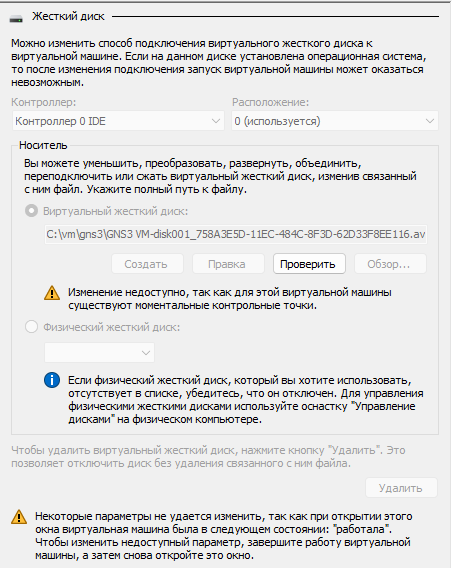 Жесткий диск
Можно изменить способ подключения виртуального жесткого диска к
виртуальной машине. Если на данном диске установлена операционная система,
то после изменения подключения запуск виртуальной машины может оказаться
невозможным.
Контроллер: Расположение:
Контроллер 0 IDE 0 (используется)
Носитель
Вы можете уменьшить, преобразовать, развернуть, объединить,
переподключить или сжать виртуальный жесткий диск, изменив связанный
с ним файл. Укажите полный путь к файлу.
Виртуальный жесткий диск:
C:\vm\gns3\GNS3 VM-disk001_758A3E5D-11EC-484C-8F3D-62D33F8EE116.av
Создать Правка Проверить Обзор...
Изменение недоступно, так как для этой виртуальной машины
существуют моментальные контрольные точки.
Физический жесткий диск:
Если физический жесткий диск, который вы хотите использовать,
отсутствует в списке, убедитесь, что он отключен. Для управления
физическими жесткими дисками используйте оснастку "Управление
дисками" на физическом компьютере.
Чтобы удалить виртуальный жесткий диск, нажмите кнопку "Удалить". Это
позволяет отключить диск без удаления связанного с ним файла.
Удалить
Некоторые параметры не удается изменить, так как при открытии этого
окна виртуальная машина была в следующем состоянии: "работала".
Чтобы изменить недоступный параметр, завершите работу виртуальной
машины, а затем снова откройте это окно.